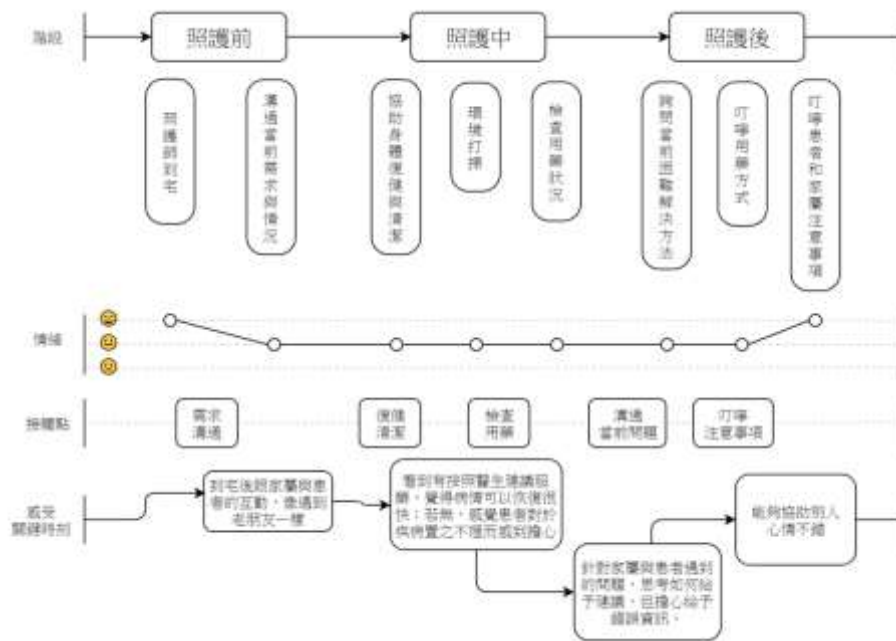 階段
照護前
照護中
照護後
照護師到宅
溝通當前需求與情況
協助身體復健與清潔
環境打掃
檢查用藥狀況
詢問當前困難解決方法
叮嚀用藥方式
叮嚀患者和家屬注意事項
情緒
接觸點
需求
溝通
復健
清潔
檢查
用藥
溝通
當前問題
叮嚀
注意事項
感受
關鍵時刻
到宅後跟家屬與患
者的互動，像遇到
老朋友一樣
看到有按照醫生建議服
藥，覺得病情可以恢復很
快；若無，感覺患者對於
疾病置之不理而感到擔心
針對家屬與患者遇到
的問題，思考如何給
予建議，且擔心給予
錯誤資訊。
能夠協助別人
心情不錯